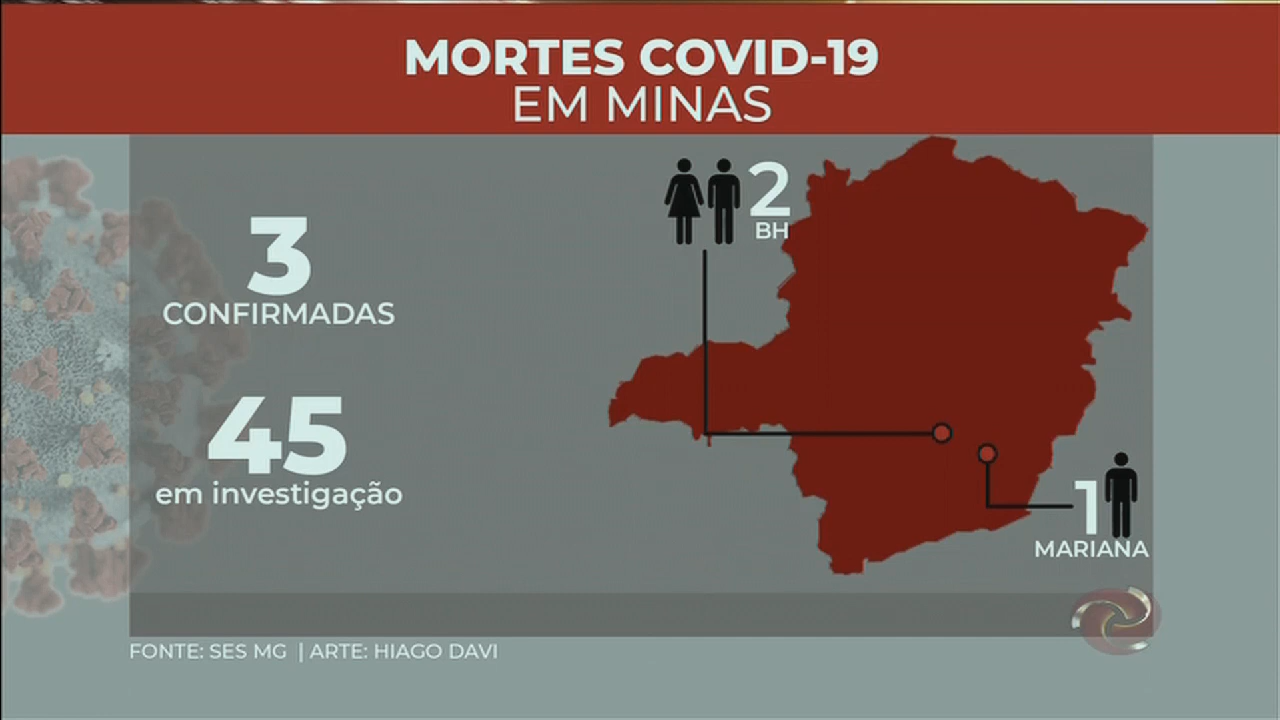 MORTES COVID-19
EM MINAS
3
CONFIRMADAS
45
em investigação
2
BH
1
MARIANA
FONTE: SES MG | ARTE: HIAGO DAVI